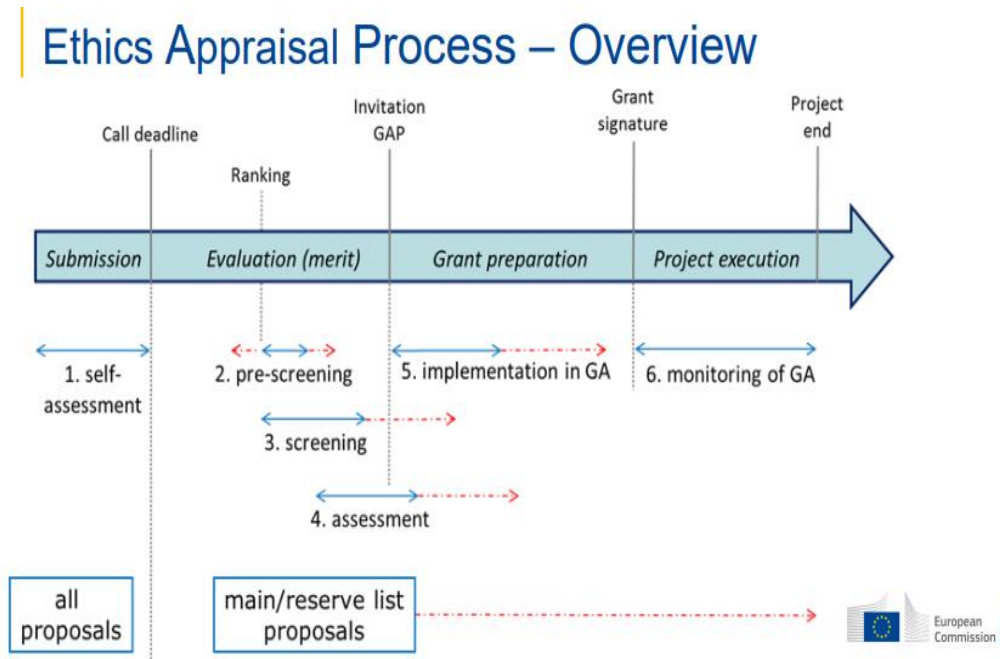 Ethics Appraisal Process – Overview
Call deadline
Ranking
Invitation
GAP
Grant
signature
Project
end
Submission
Evaluation (merit)
Grant preparation
Project execution
1. self-
assessment
2. pre-screening
3. screening
4. assessment
5. implementation in GA
6. monitoring of GA
all
proposals
main/reserve list
proposals
European
Commission